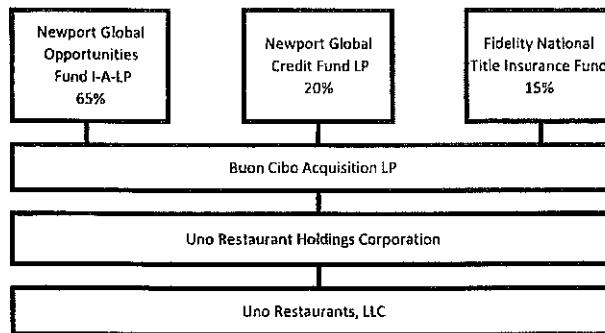 Newport Global
Opportunities
Fund I-A-LP
65%
Newport Global
Credit Fund LP
20%
Fidelity National
Title Insurance Fund
15%
Buon Cibo Acquisition LP
Uno Restaurant Holdings Corporation
Uno Restaurants, LLC